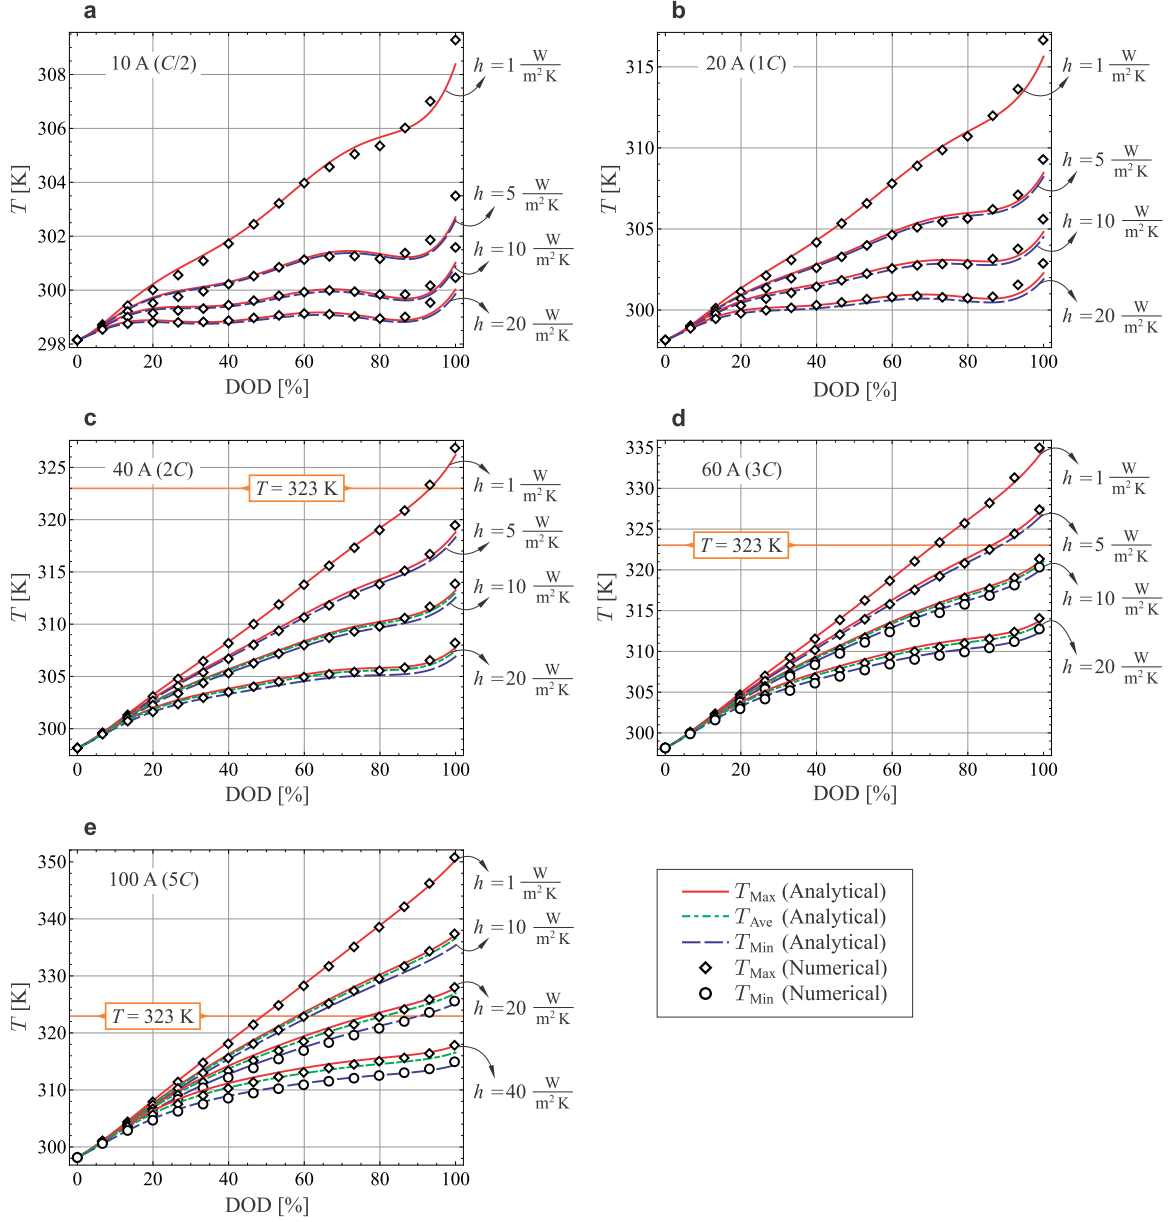 a
10 A (C/2)
T [K]
308
306
304
302
300
298
0 20 40 60 80 100
DOD [%]
h = 1 W/m² K
h = 5 W/m² K
h = 10 W/m² K
h = 20 W/m² K
b
20 A (1C)
T [K]
315
310
305
300
0 20 40 60 80 100
DOD [%]
h = 1 W/m² K
h = 5 W/m² K
h = 10 W/m² K
h = 20 W/m² K
c
40 A (2C)
T = 323 K
T [K]
325
320
315
310
305
300
0 20 40 60 80 100
DOD [%]
h = 1 W/m² K
h = 5 W/m² K
h = 10 W/m² K
h = 20 W/m² K
d
60 A (3C)
T = 323 K
T [K]
335
330
325
320
315
310
305
300
0 20 40 60 80 100
DOD [%]
h = 1 W/m² K
h = 5 W/m² K
h = 10 W/m² K
h = 20 W/m² K
e
100 A (5C)
T = 323 K
T [K]
350
340
330
320
310
300
0 20 40 60 80 100
DOD [%]
h = 1 W/m² K
h = 10 W/m² K
h = 20 W/m² K
h = 40 W/m² K
T Max (Analytical)
T Ave (Analytical)
T Min (Analytical)
T Max (Numerical)
T Min (Numerical)